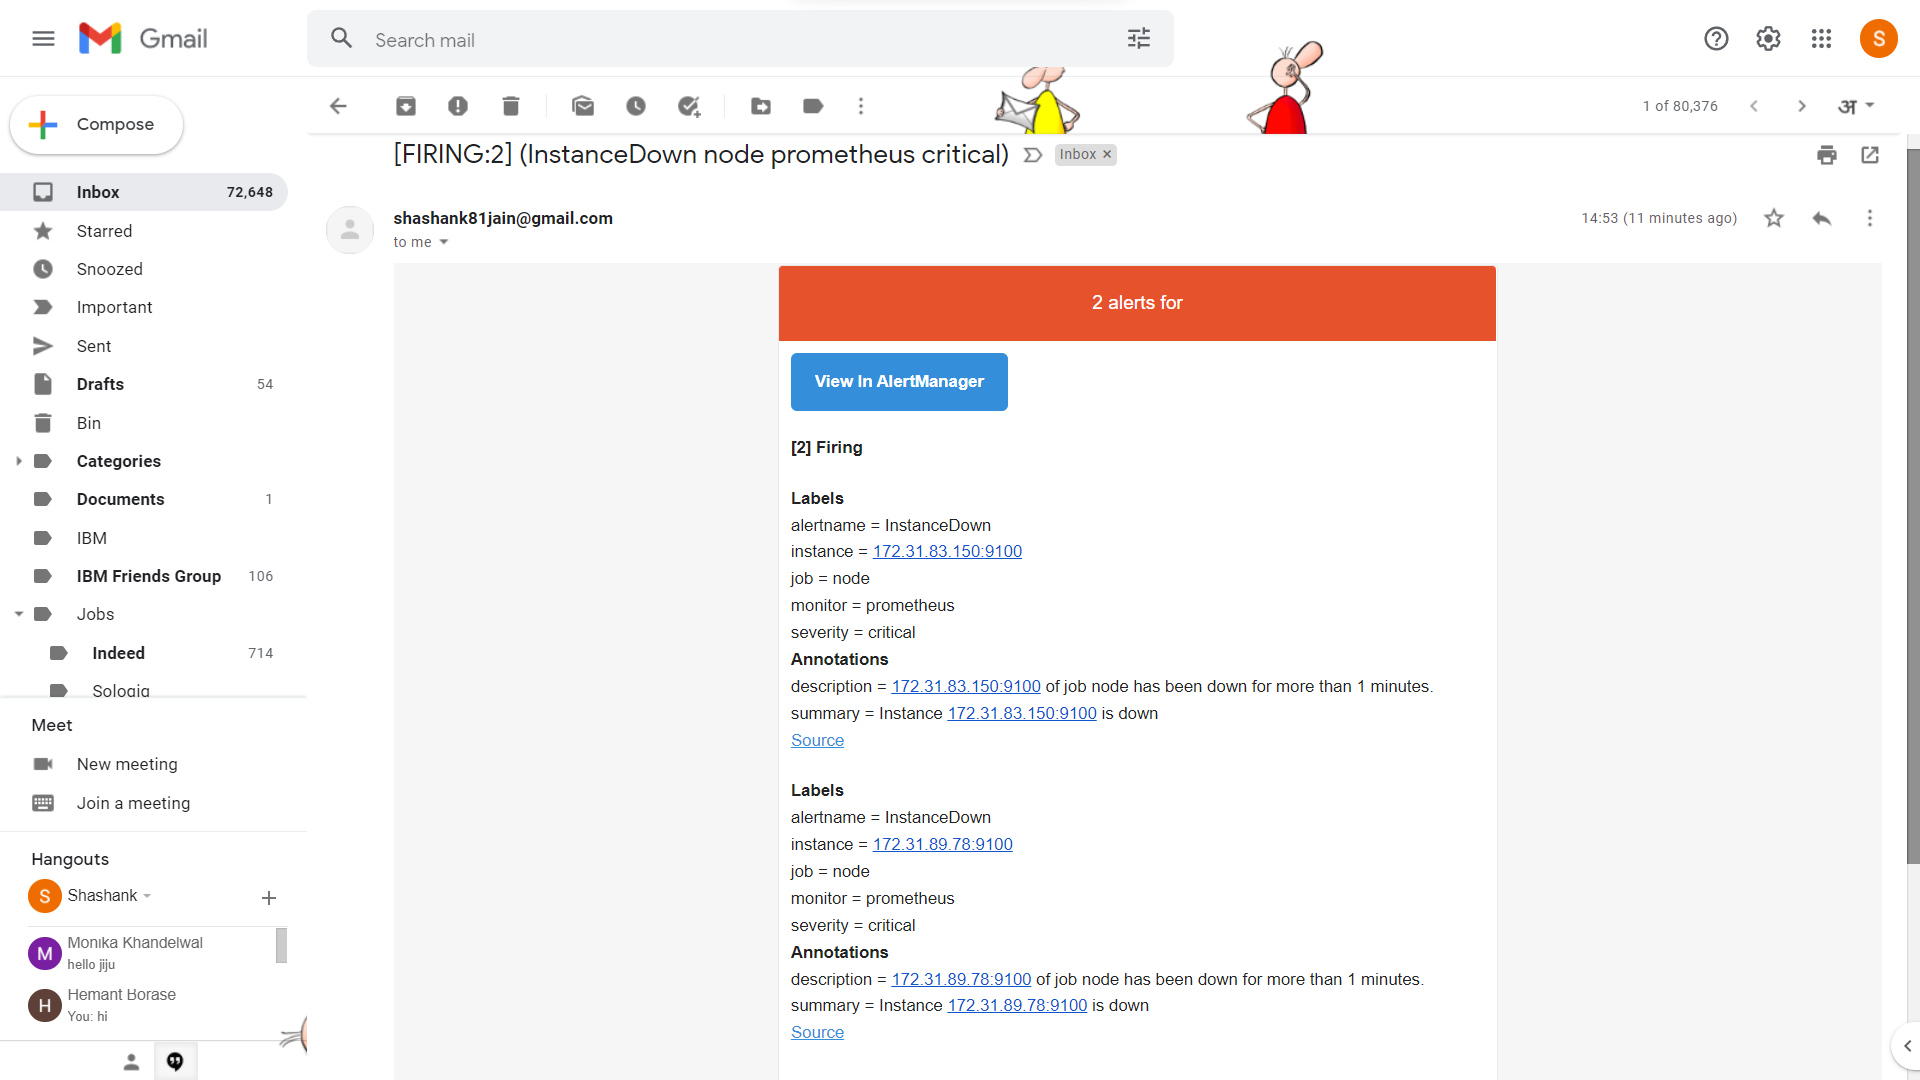 Gmail
Search mail
S
Compose
1 of 80,376
अ
[FIRING:2] (InstanceDown node prometheus critical)
Inbox ×
Inbox 72,648
Starred
Snoozed
Important
Sent
Drafts 54
Bin
Categories
Documents 1
IBM
IBM Friends Group 106
Jobs
Indeed 714
Sologig
Meet
New meeting
Join a meeting
Hangouts
S Shashank
M Monika Khandelwal
hello jiju
H Hemant Borase
You: hi
shashank81jain@gmail.com
14:53 (11 minutes ago)
to me
2 alerts for
View In AlertManager
[2] Firing
Labels
alertname = InstanceDown
instance = 172.31.83.150:9100
job = node
monitor = prometheus
severity = critical
Annotations
description = 172.31.83.150:9100 of job node has been down for more than 1 minutes.
summary = Instance 172.31.83.150:9100 is down
Source
Labels
alertname = InstanceDown
instance = 172.31.89.78:9100
job = node
monitor = prometheus
severity = critical
Annotations
description = 172.31.89.78:9100 of job node has been down for more than 1 minutes.
summary = Instance 172.31.89.78:9100 is down
Source